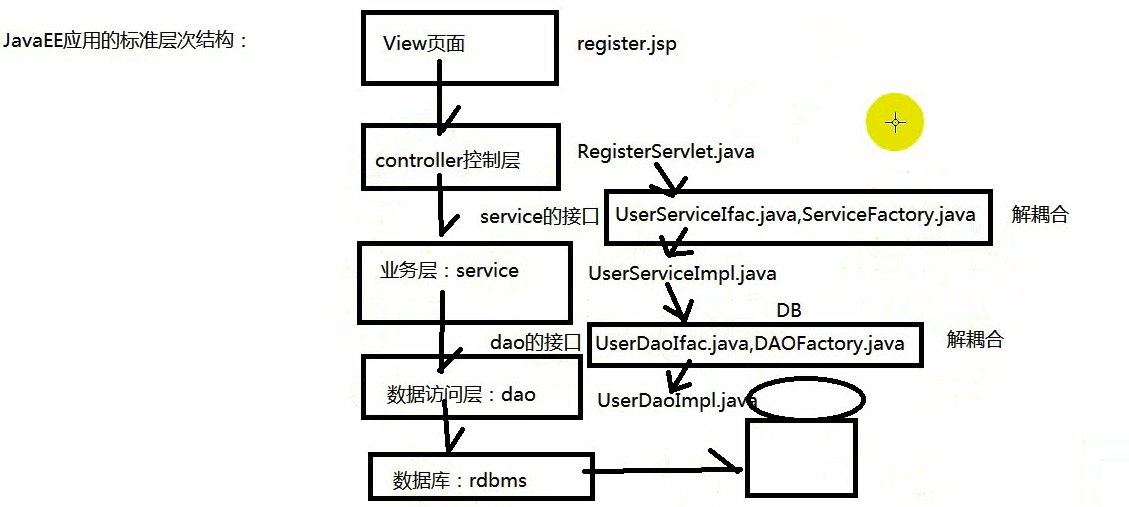 JavaEE应用的标准层次结构：
View页面
register.jsp
controller控制层
RegisterServlet.java
service的接口
UserServiceIfac.java,ServiceFactory.java
解耦合
业务层：service
UserServiceImpl.java
DB
dao的接口
UserDaoIfac.java,DAOFactory.java
解耦合
数据访问层：dao
UserDaoImpl.java
数据库：rdbms